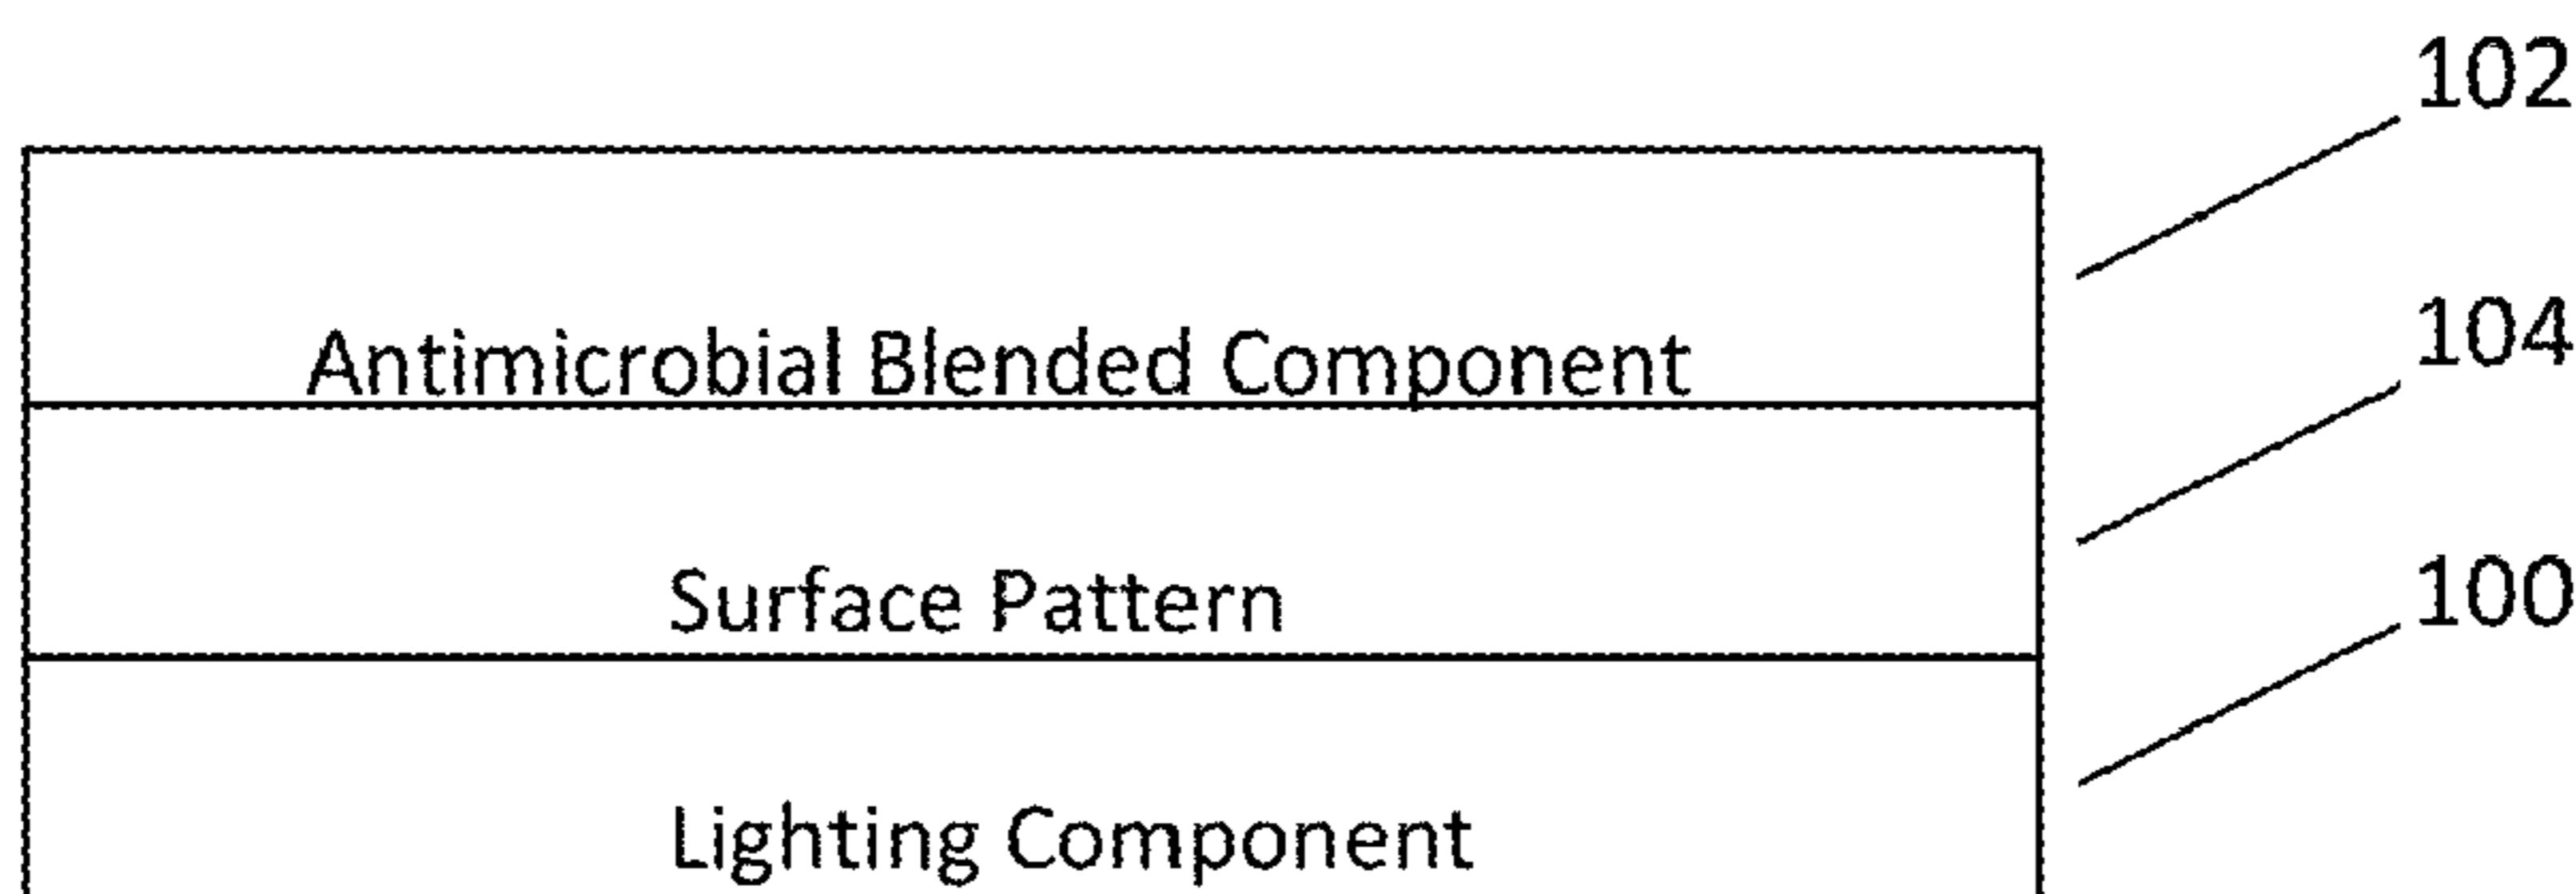 102
Antimicrobial Blended Component
104
Surface Pattern
100
Lighting Component